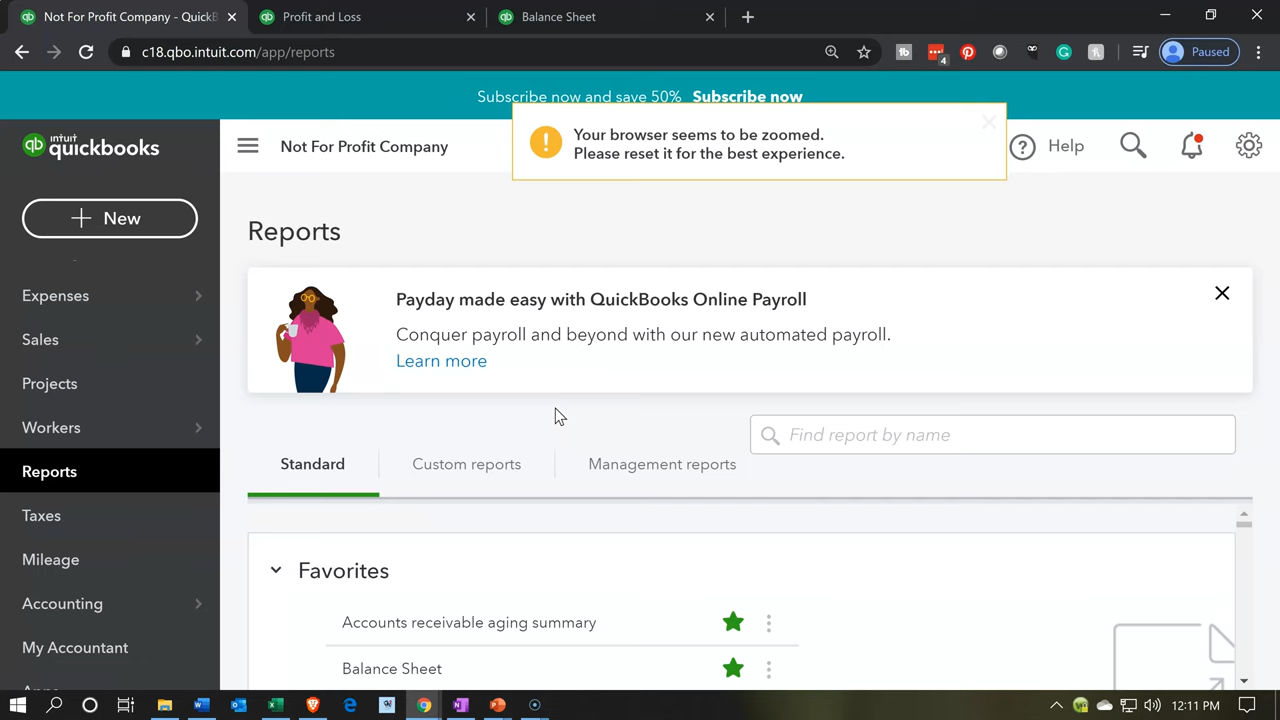 Not For Profit Company - QuickB
Profit and Loss
Balance Sheet
c18.qbo.intuit.com/app/reports
4
Paused
Subscribe now and save 50% Subscribe now
intuit
quickbooks
Not For Profit Company
Your browser seems to be zoomed.
Please reset it for the best experience.
Help
New
Reports
Expenses
Sales
Projects
Workers
Reports
Taxes
Mileage
Accounting
My Accountant
Payday made easy with QuickBooks Online Payroll
Conquer payroll and beyond with our new automated payroll.
Learn more
Find report by name
Standard
Custom reports
Management reports
Favorites
Accounts receivable aging summary
Balance Sheet
12:11 PM